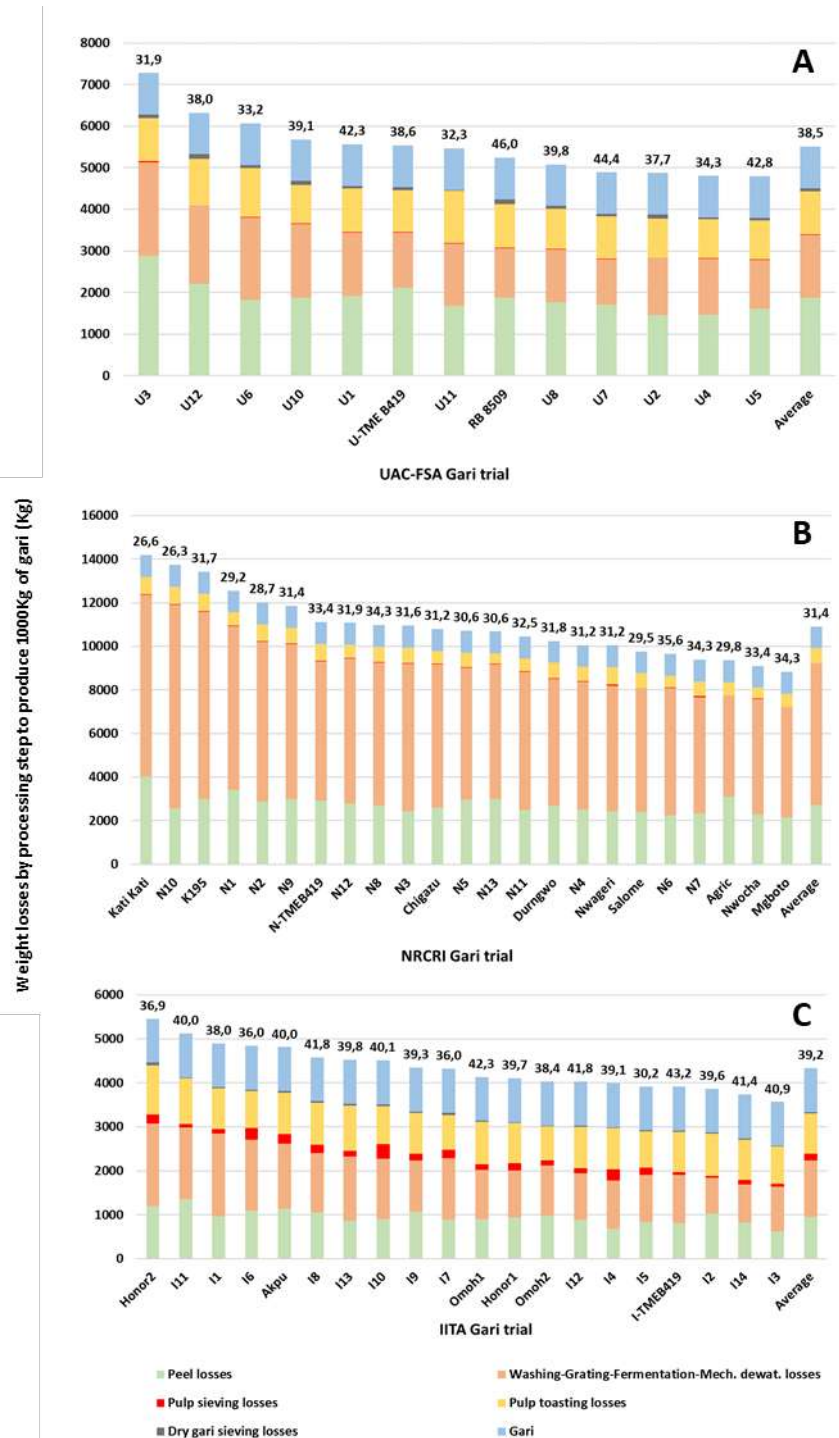 Weight losses by processing step to produce 1000Kg of gari (Kg)
A
8000
7000
6000
5000
4000
3000
2000
1000
0
31,9 38,0 33,2 39,1 42,3 38,6 32,3 46,0 39,8 44,4 37,7 34,3 42,8 38,5
U3 U12 U6 U10 U1 U-TME B419 U11 RB 8509 U8 U7 U2 U4 U5 Average
UAC-FSA Gari trial
B
16000
14000
12000
10000
8000
6000
4000
2000
0
26,6 26,3 31,7 29,2 28,7 31,4 33,4 31,9 34,3 31,6 31,2 30,6 30,6 32,5 31,8 31,2 31,2 29,5 35,6 34,3 29,8 33,4 34,3 31,4
Kati Kati N10 K195 N1 N2 N9 N-TMEB419 N12 N8 N3 Chigazu N5 N13 N11 Durngwo N4 Nwageri Salome N6 N7 Agric Nwocha Mgboto Average
NRCRI Gari trial
C
6000
5000
4000
3000
2000
1000
0
36,9 40,0 38,0 36,0 40,0 41,8 39,8 40,1 39,3 36,0 42,3 39,7 38,4 41,8 39,1 30,2 43,2 39,6 41,4 40,9 39,2
Honor2 I11 I1 I6 Akpu I8 I13 I10 I9 I7 Omoh1 Honor1 Omoh2 I12 I4 I5 I-TMEB419 I2 I14 I3 Average
IITA Gari trial
Peel losses Washing-Grating-Fermentation-Mech. dewat. losses
Pulp sieving losses Pulp toasting losses
Dry gari sieving losses Gari